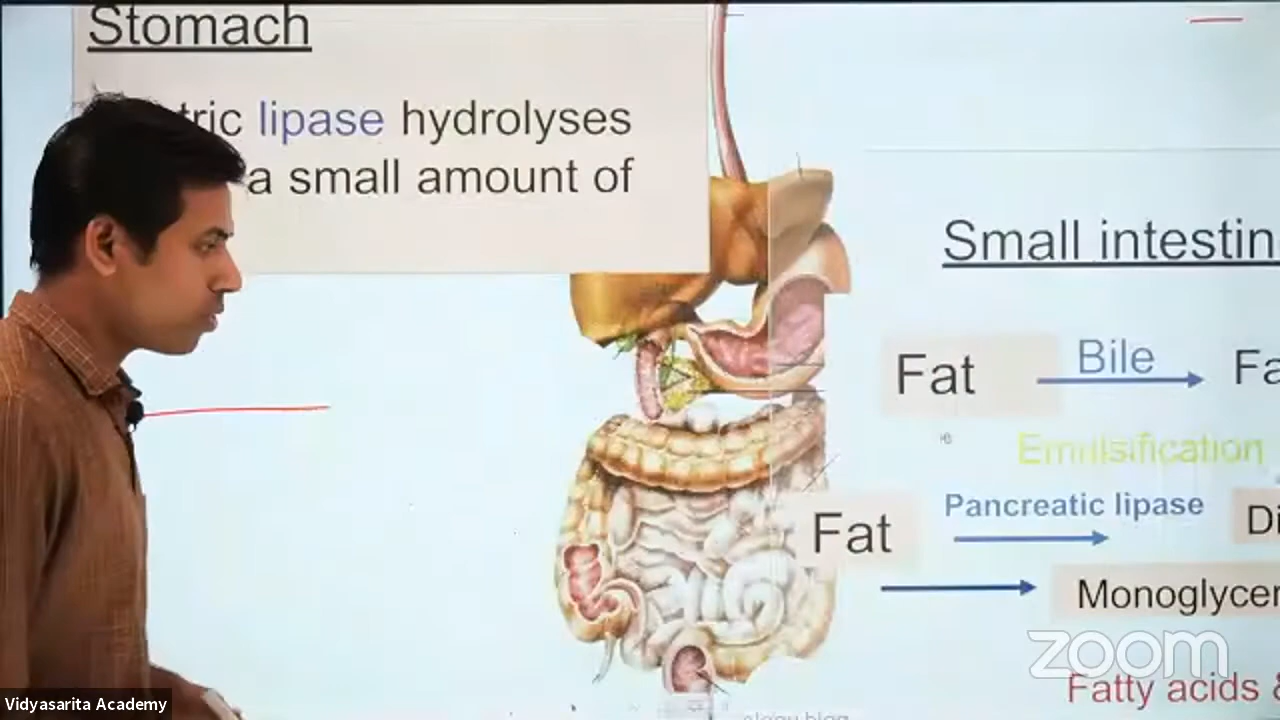 Stomach
tric lipase hydrolyses
a small amount of
Small intestin
Fat
Bile
Fa
Emulsification
Fat
Pancreatic lipase
Di
Monoglycer
zoom
Fatty acids &
Vidyasarita Academy